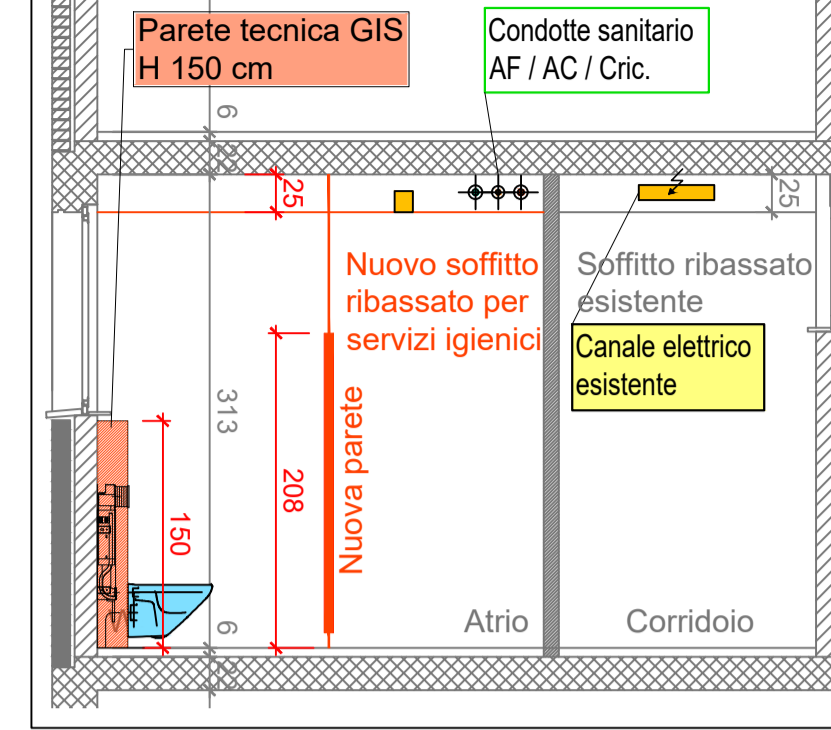 Parete tecnica GIS
H 150 cm
Condotte sanitario
AF / AC / Cric.
6
22
25
25
Nuovo soffitto
ribassato per
servizi igienici
Soffitto ribassato
esistente
Canale elettrico
esistente
313
208
150
Nuova parete
6
22
Atrio
Corridoio